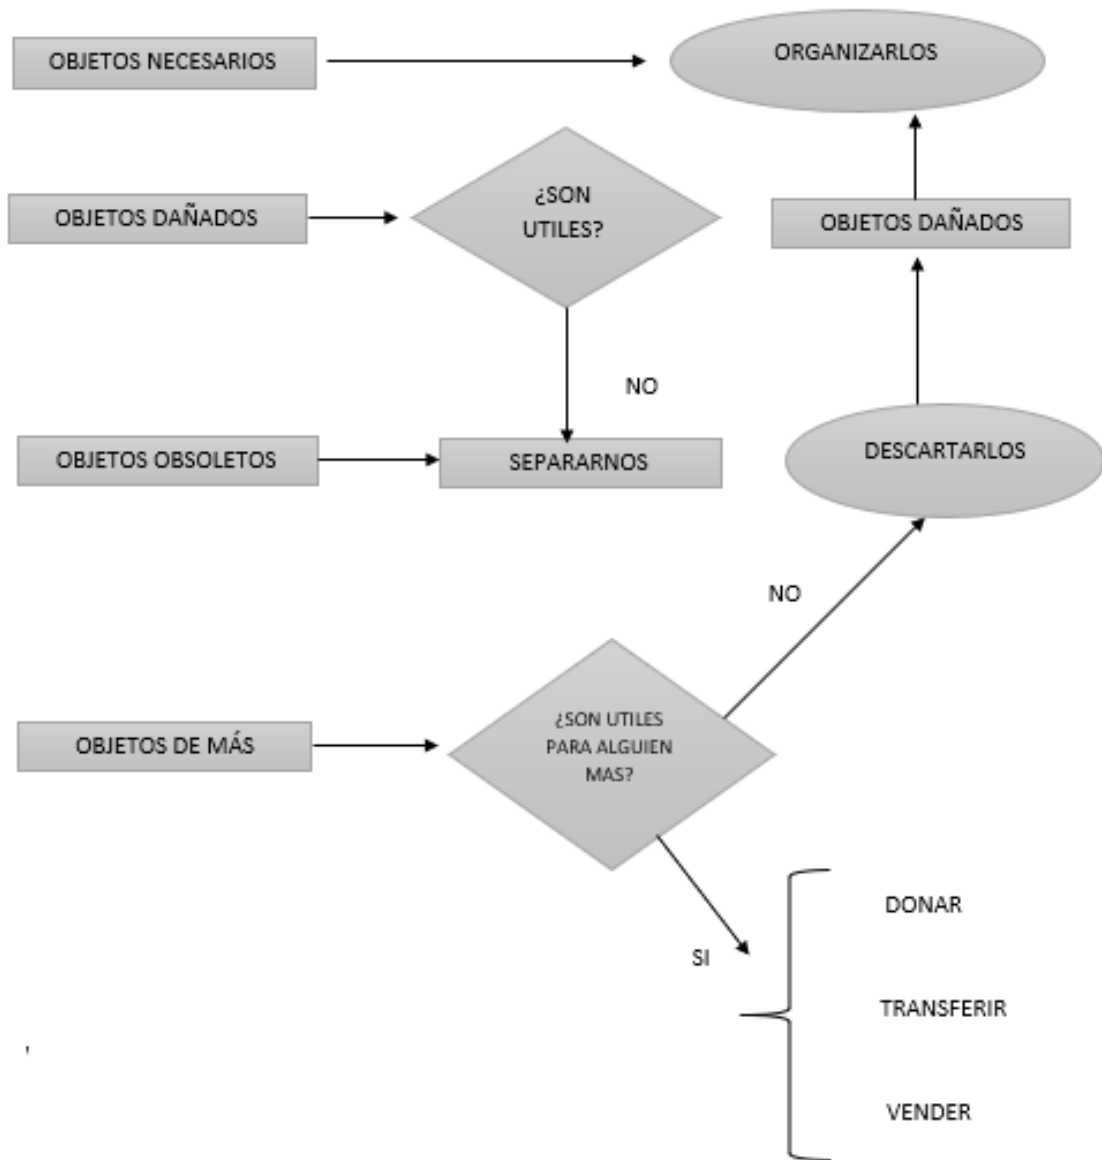 OBJETOS NECESARIOS
ORGANIZARLOS
OBJETOS DAÑADOS
¿SON
UTILES?
OBJETOS DAÑADOS
NO
OBJETOS OBSOLETOS
SEPARARNOS
DESCARTARLOS
NO
OBJETOS DE MÁS
¿SON UTILES
PARA ALGUIEN
MAS?
SI
DONAR
TRANSFERIR
VENDER